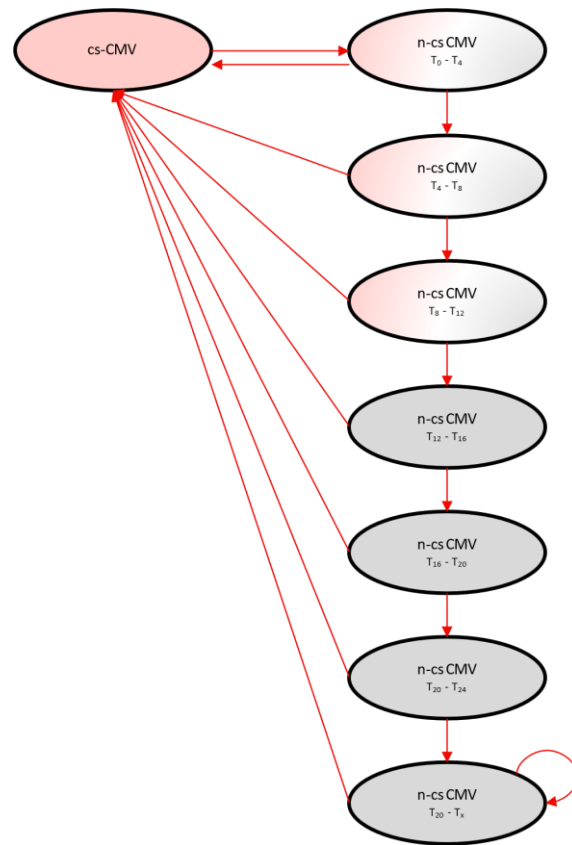 cs-CMV
n-cs CMV
T₀ - T₄
n-cs CMV
T₄ - T₈
n-cs CMV
T₈ - T₁₂
n-cs CMV
T₁₂ - T₁₆
n-cs CMV
T₁₆ - T₂₀
n-cs CMV
T₂₀ - T₂₄
n-cs CMV
T₂₀ - Tₓ